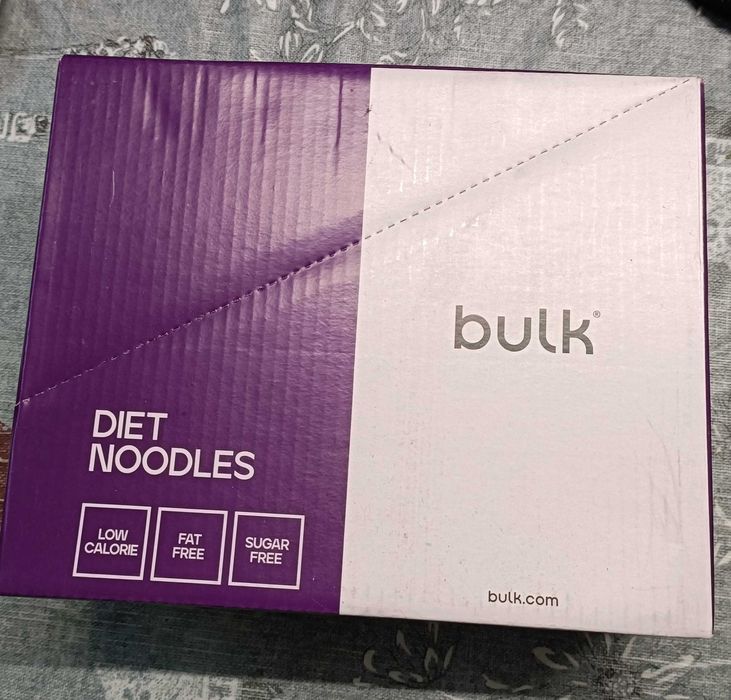 bulk®
DIET
NOODLES
LOW
CALORIE
FAT
FREE
SUGAR
FREE
bulk.com